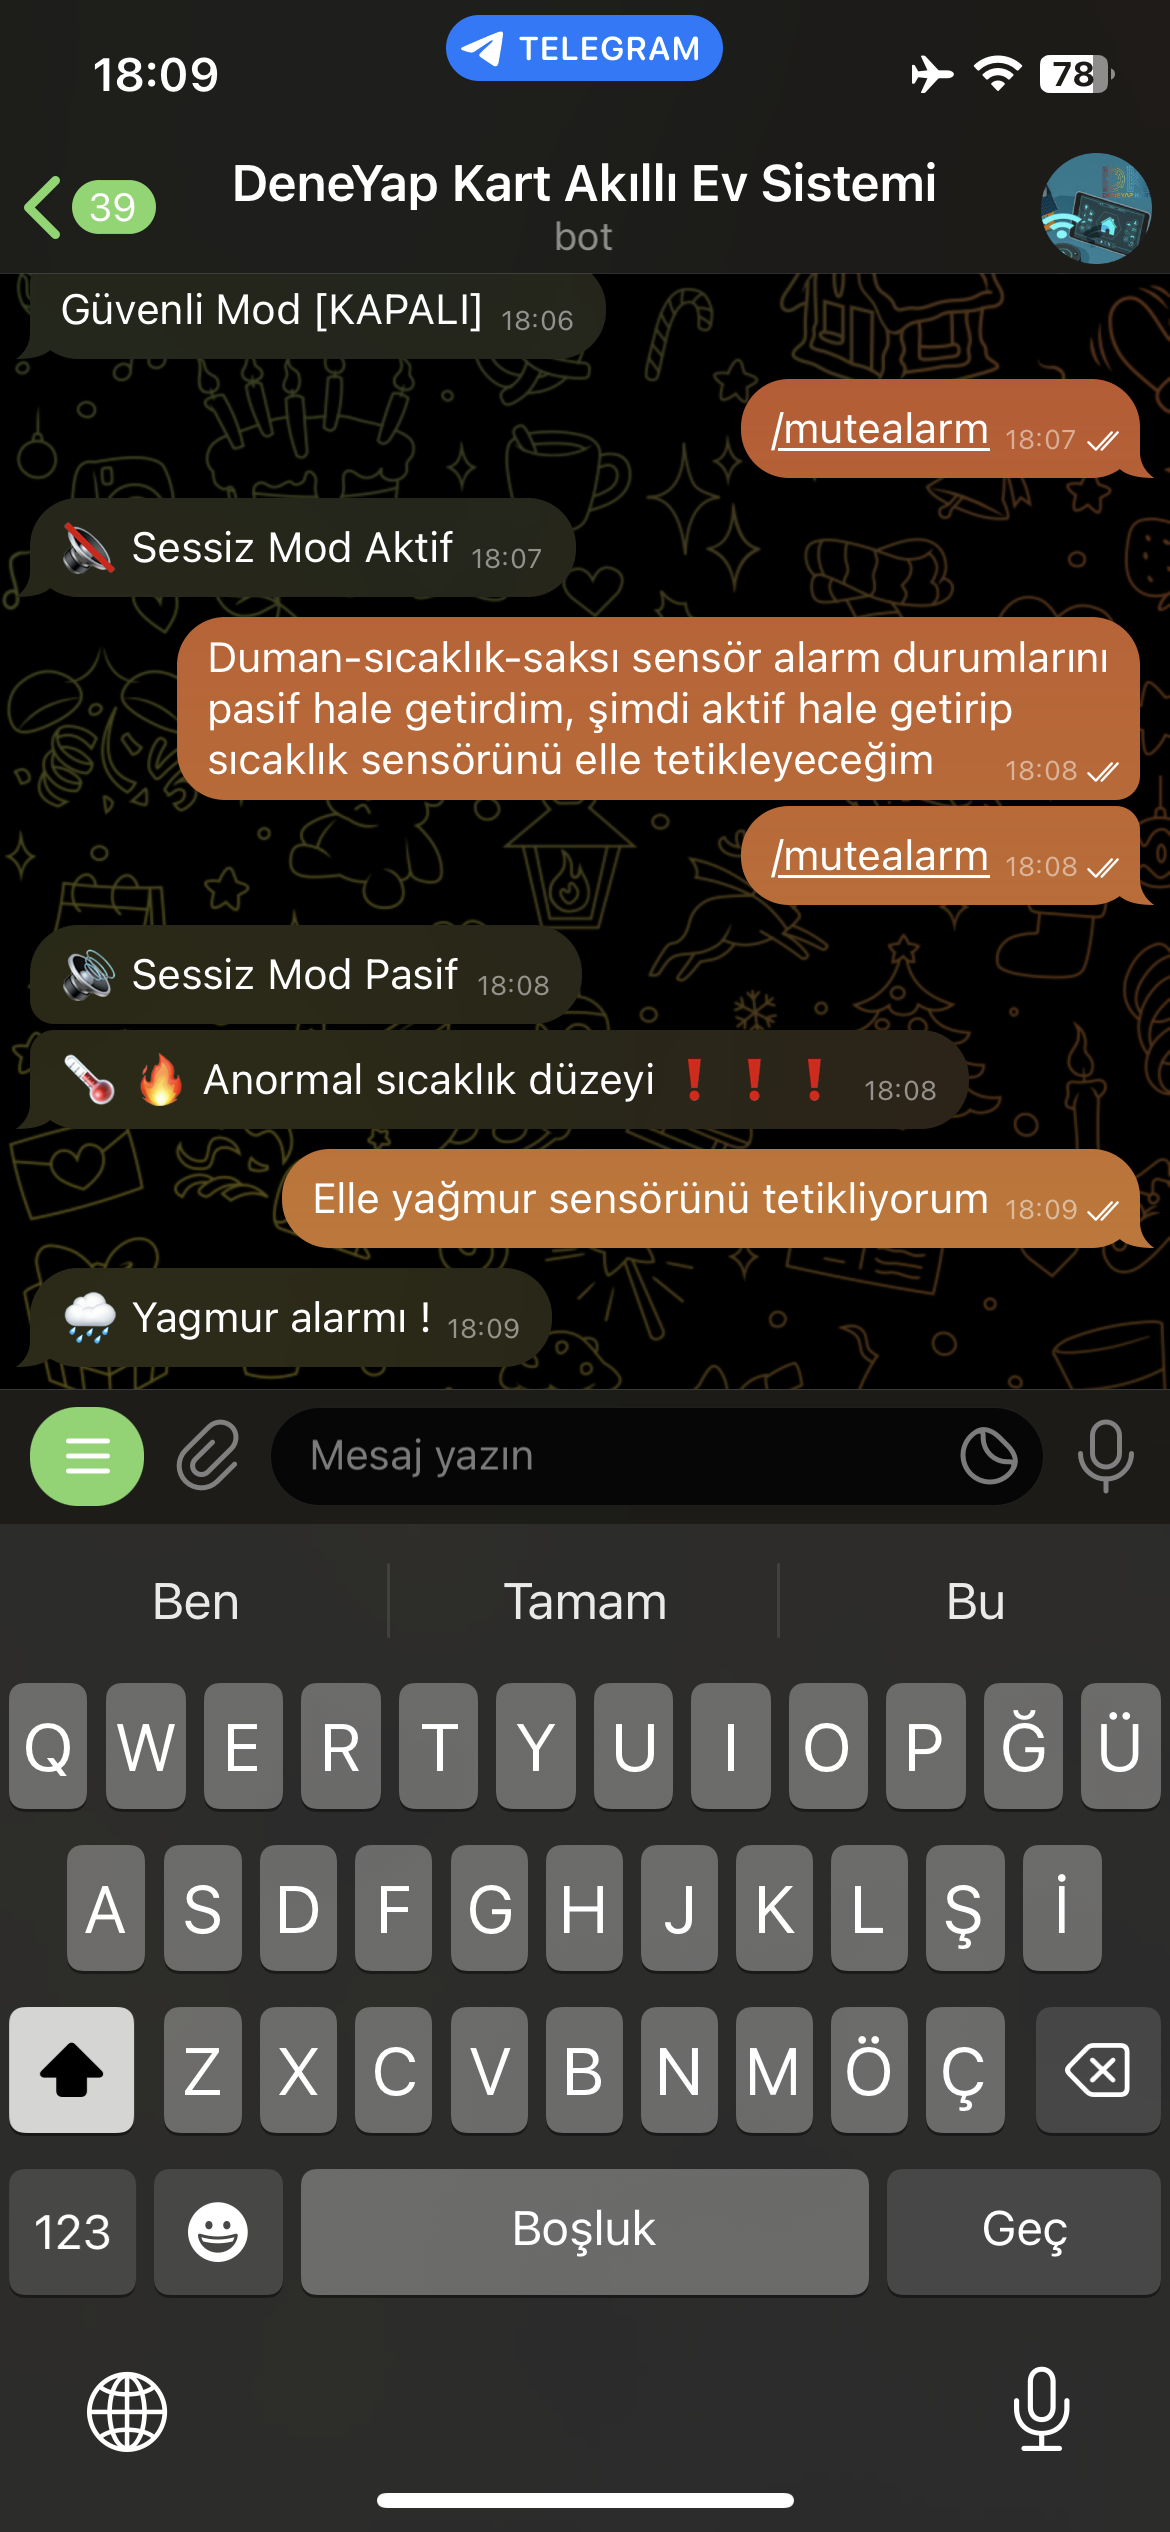 18:09
TELEGRAM
78
39
DeneYap Kart Akıllı Ev Sistemi
bot
Güvenli Mod [KAPALI] 18:06
/mutealarm 18:07
Sessiz Mod Aktif 18:07
Duman-sıcaklık-saksı sensör alarm durumlarını
pasif hale getirdim, şimdi aktif hale getirip
sıcaklık sensörünü elle tetikleyeceğim 18:08
/mutealarm 18:08
Sessiz Mod Pasif 18:08
🌡️ 🔥 Anormal sıcaklık düzeyi ❗ ❗ ❗ 18:08
Elle yağmur sensörünü tetikliyorum 18:09
Yagmur alarmı ! 18:09
Mesaj yazın
Ben Tamam Bu
Q W E R T Y U I O P Ğ Ü
A S D F G H J K L Ş İ
Z X C V B N M Ö Ç
123 Boşluk Geç